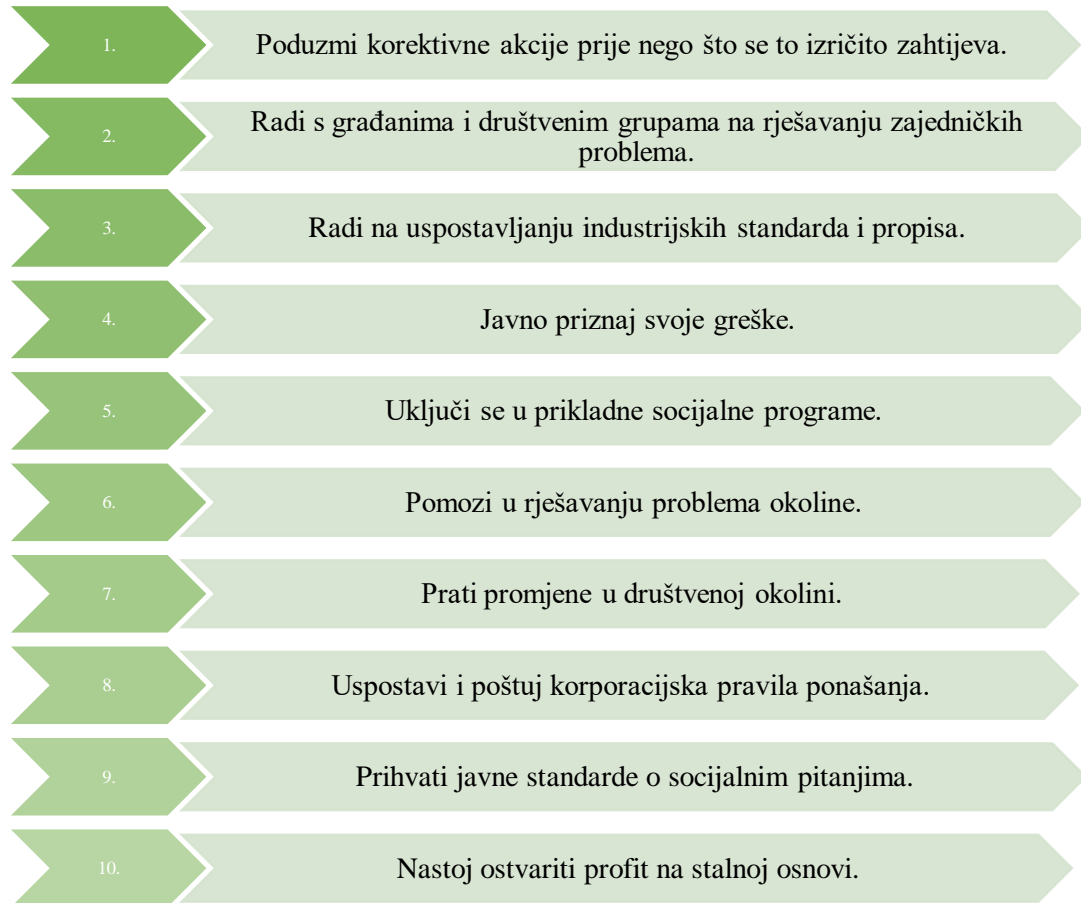 1.
Poduzmi korektivne akcije prije nego što se to izričito zahtijeva.
2.
Radi s građanima i društvenim grupama na rješavanju zajedničkih
problema.
3.
Radi na uspostavljanju industrijskih standarda i propisa.
4.
Javno priznaj svoje greške.
5.
Uključi se u prikladne socijalne programe.
6.
Pomozi u rješavanju problema okoline.
7.
Prati promjene u društvenoj okolini.
8.
Uspostavi i poštuj korporacijska pravila ponašanja.
9.
Prihvati javne standarde o socijalnim pitanjima.
10.
Nastoj ostvariti profit na stalnoj osnovi.